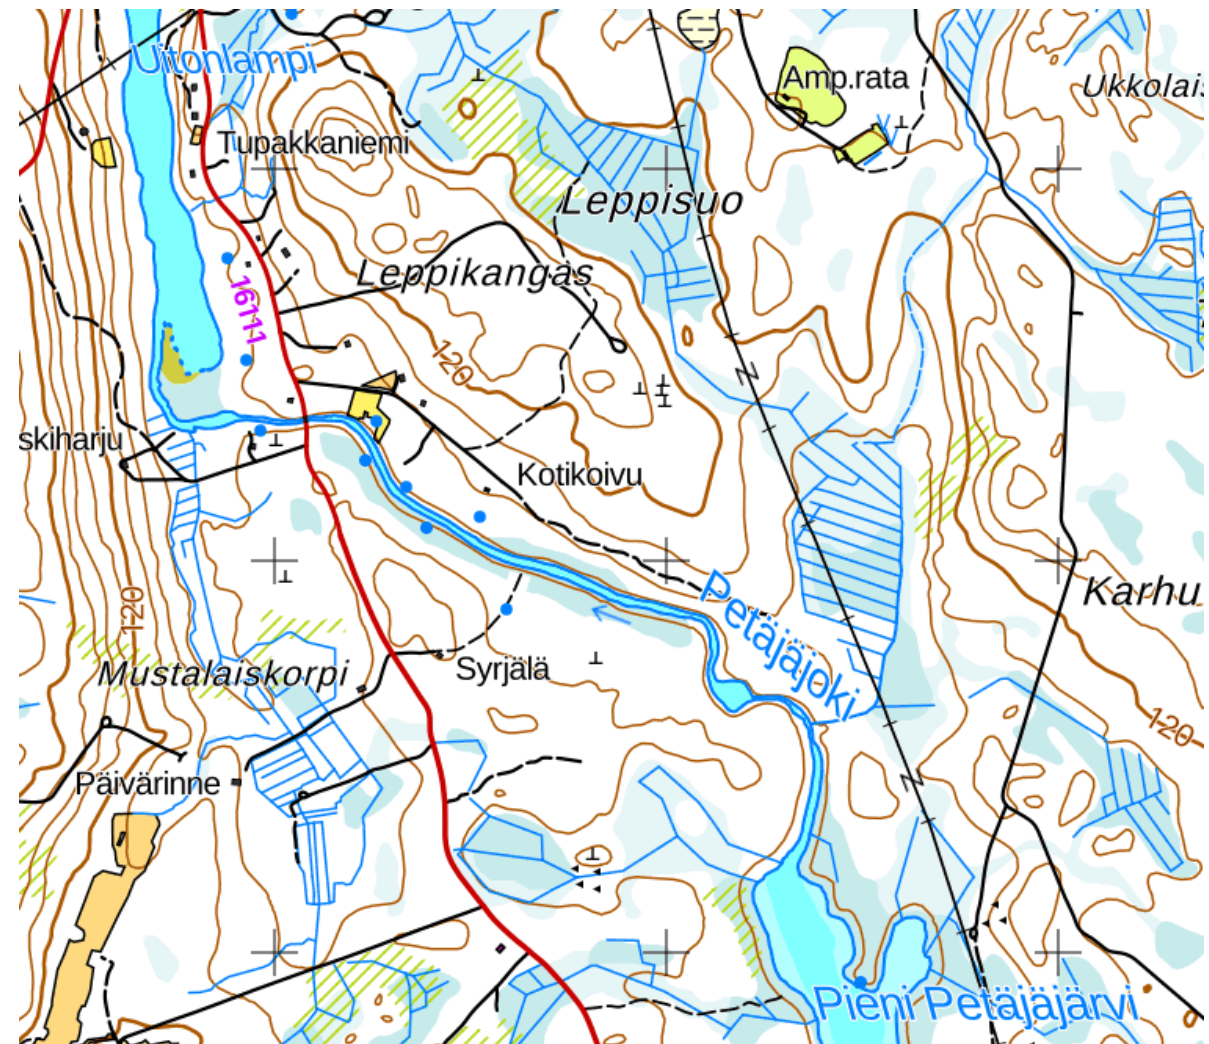 Uitonlampi
Amp.rata
Ukkolais
Tupakkaniemi
Leppisuo
Leppikangas
16111
120
skiharju
Kotikoivu
Petäjäjoki
Karhu
120
Mustalaiskorpi
Syrjälä
120
Päivärinne
Pieni Petäjäjärvi